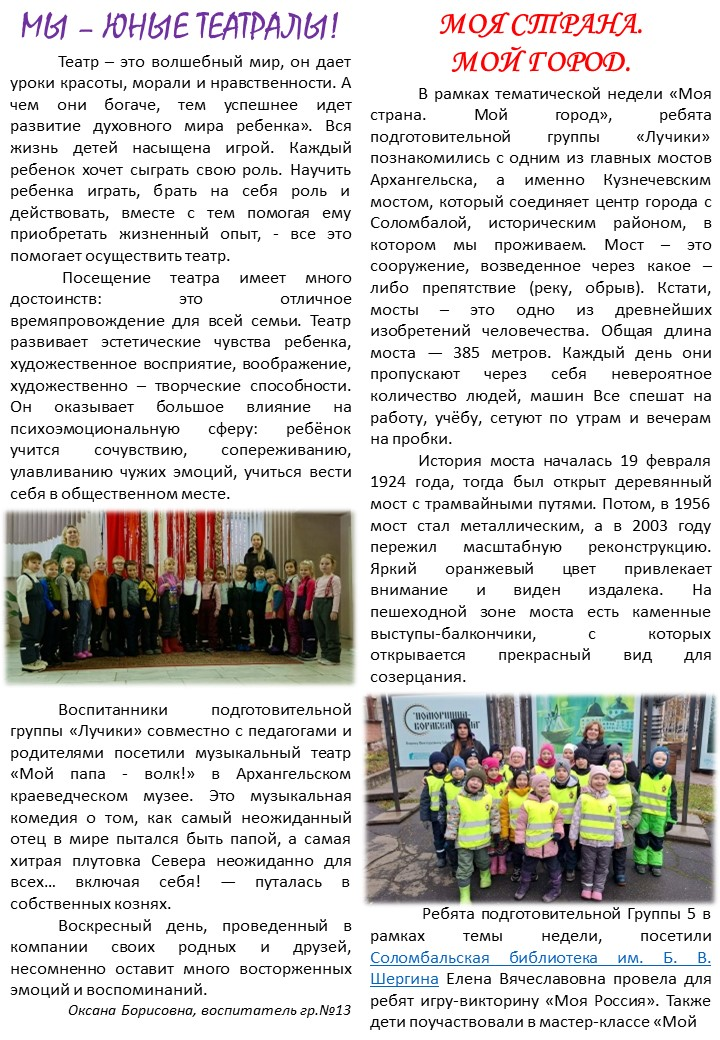 МЫ – ЮНЫЕ ТЕАТРАЛЫ!
Театр – это волшебный мир, он дает
уроки красоты, морали и нравственности. А
чем они богаче, тем успешнее идет
развитие духовного мира ребенка». Вся
жизнь детей насыщена игрой. Каждый
ребенок хочет сыграть свою роль. Научить
ребенка играть, брать на себя роль и
действовать, вместе с тем помогая ему
приобретать жизненный опыт, - все это
помогает осуществить театр.
Посещение театра имеет много
достоинств: это отличное
времяпровождение для всей семьи. Театр
развивает эстетические чувства ребенка,
художественное восприятие, воображение,
художественно – творческие способности.
Он оказывает большое влияние на
психоэмоциональную сферу: ребёнок
учится сочувствию, сопереживанию,
улавливанию чужих эмоций, учиться вести
себя в общественном месте.
Воспитанники подготовительной
группы «Лучики» совместно с педагогами и
родителями посетили музыкальный театр
«Мой папа - волк!» в Архангельском
краеведческом музее. Это музыкальная
комедия о том, как самый неожиданный
отец в мире пытался быть папой, а самая
хитрая плутовка Севера неожиданно для
всех… включая себя! — путалась в
собственных кознях.
Воскресный день, проведенный в
компании своих родных и друзей,
несомненно оставит много восторженных
эмоций и воспоминаний.
Оксана Борисовна, воспитатель гр.№13
МОЯ СТРАНА.
МОЙ ГОРОД.
В рамках тематической недели «Моя
страна. Мой город», ребята
подготовительной группы «Лучики»
познакомились с одним из главных мостов
Архангельска, а именно Кузнечевским
мостом, который соединяет центр города с
Соломбалой, историческим районом, в
котором мы проживаем. Мост – это
сооружение, возведенное через какое –
либо препятствие (реку, обрыв). Кстати,
мосты – это одно из древнейших
изобретений человечества. Общая длина
моста — 385 метров. Каждый день они
пропускают через себя невероятное
количество людей, машин Все спешат на
работу, учёбу, сетуют по утрам и вечерам
на пробки.
История моста началась 19 февраля
1924 года, тогда был открыт деревянный
мост с трамвайными путями. Потом, в 1956
мост стал металлическим, а в 2003 году
пережил масштабную реконструкцию.
Яркий оранжевый цвет привлекает
внимание и виден издалека. На
пешеходной зоне моста есть каменные
выступы-балкончики, с которых
открывается прекрасный вид для
созерцания.
Ребята подготовительной Группы 5 в
рамках темы недели, посетили
Соломбальская библиотека им. Б. В.
Шергина Елена Вячеславовна провела для
ребят игру-викторину «Моя Россия». Также
дети поучаствовали в мастер-классе «Мой